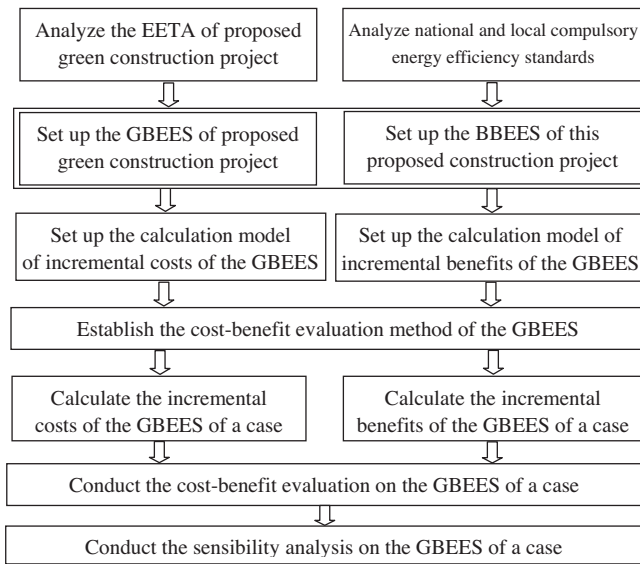 Analyze the EETA of proposed
green construction project
Analyze national and local compulsory
energy efficiency standards
Set up the GBEES of proposed
green construction project
Set up the BBEES of this
proposed construction project
Set up the calculation model
of incremental costs of the GBEES
Set up the calculation model of
incremental benefits of the GBEES
Establish the cost-benefit evaluation method of the GBEES
Calculate the incremental
costs of the GBEES of a case
Calculate the incremental
benefits of the GBEES of a case
Conduct the cost-benefit evaluation on the GBEES of a case
Conduct the sensibility analysis on the GBEES of a case